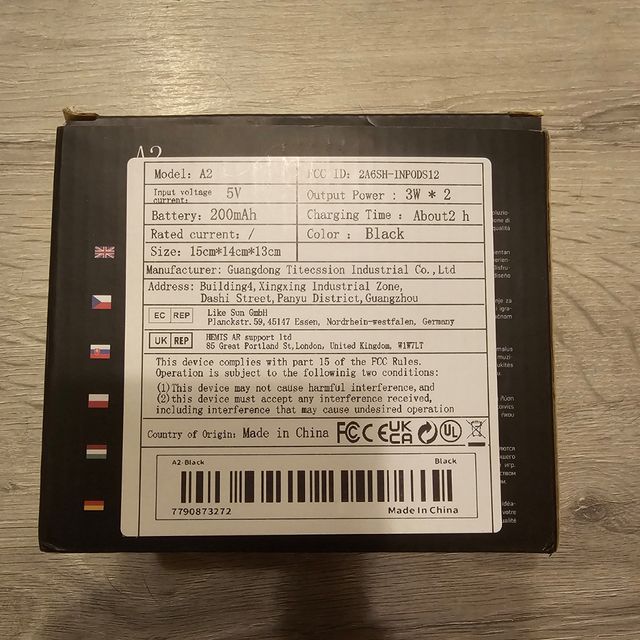 A2
Model: A2
FCC ID: 2A6SH-INPODS12
Input voltage current: 5V
Output Power : 3W * 2
Battery: 200mAh
Charging Time : About2 h
Rated current: /
Color : Black
Size: 15cm*14cm*13cm
Manufacturer: Guangdong Titecssion Industrial Co.,Ltd
Address: Building4,Xingxing Industrial Zone,
Dashi Street,Panyu District,Guangzhou
EC REP
Like Sun GmbH
Planckstr.59,45147 Essen, Nordrhein-westfalen, Germany
UK REP
HEMTS AR support ltd
85 Great Portland St,London, United Kingdom, W1W7LT
This device complies with part 15 of the FCC Rules.
Operation is subject to the following two conditions:
(1)This device may not cause harmful interference,and
(2)this device must accept any interference received,
including interference that may cause undesired operation
Country of Origin: Made in China FC CE UKCA UL
A2-Black
Black
7790873272
Made In China